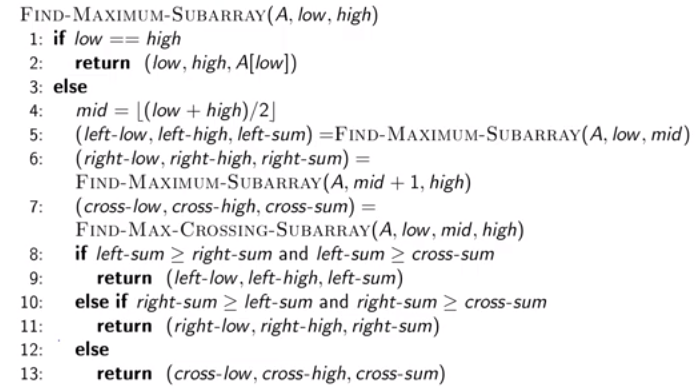 FIND-MAXIMUM-SUBARRAY(A, low, high)
1: if low == high
2: return (low, high, A[low])
3: else
4: mid = ⌊(low + high)/2⌋
5: (left-low, left-high, left-sum) =FIND-MAXIMUM-SUBARRAY(A, low, mid)
6: (right-low, right-high, right-sum) =
FIND-MAXIMUM-SUBARRAY(A, mid + 1, high)
7: (cross-low, cross-high, cross-sum) =
FIND-MAX-CROSSING-SUBARRAY(A, low, mid, high)
8: if left-sum ≥ right-sum and left-sum ≥ cross-sum
9: return (left-low, left-high, left-sum)
10: else if right-sum ≥ left-sum and right-sum ≥ cross-sum
11: return (right-low, right-high, right-sum)
12: else
13: return (cross-low, cross-high, cross-sum)